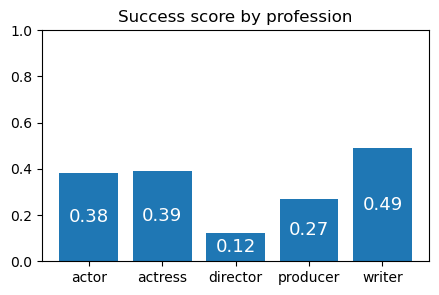 Success score by profession
1.0
0.8
0.6
0.4
0.2
0.0
0.38
0.39
0.12
0.27
0.49
actor
actress
director
producer
writer